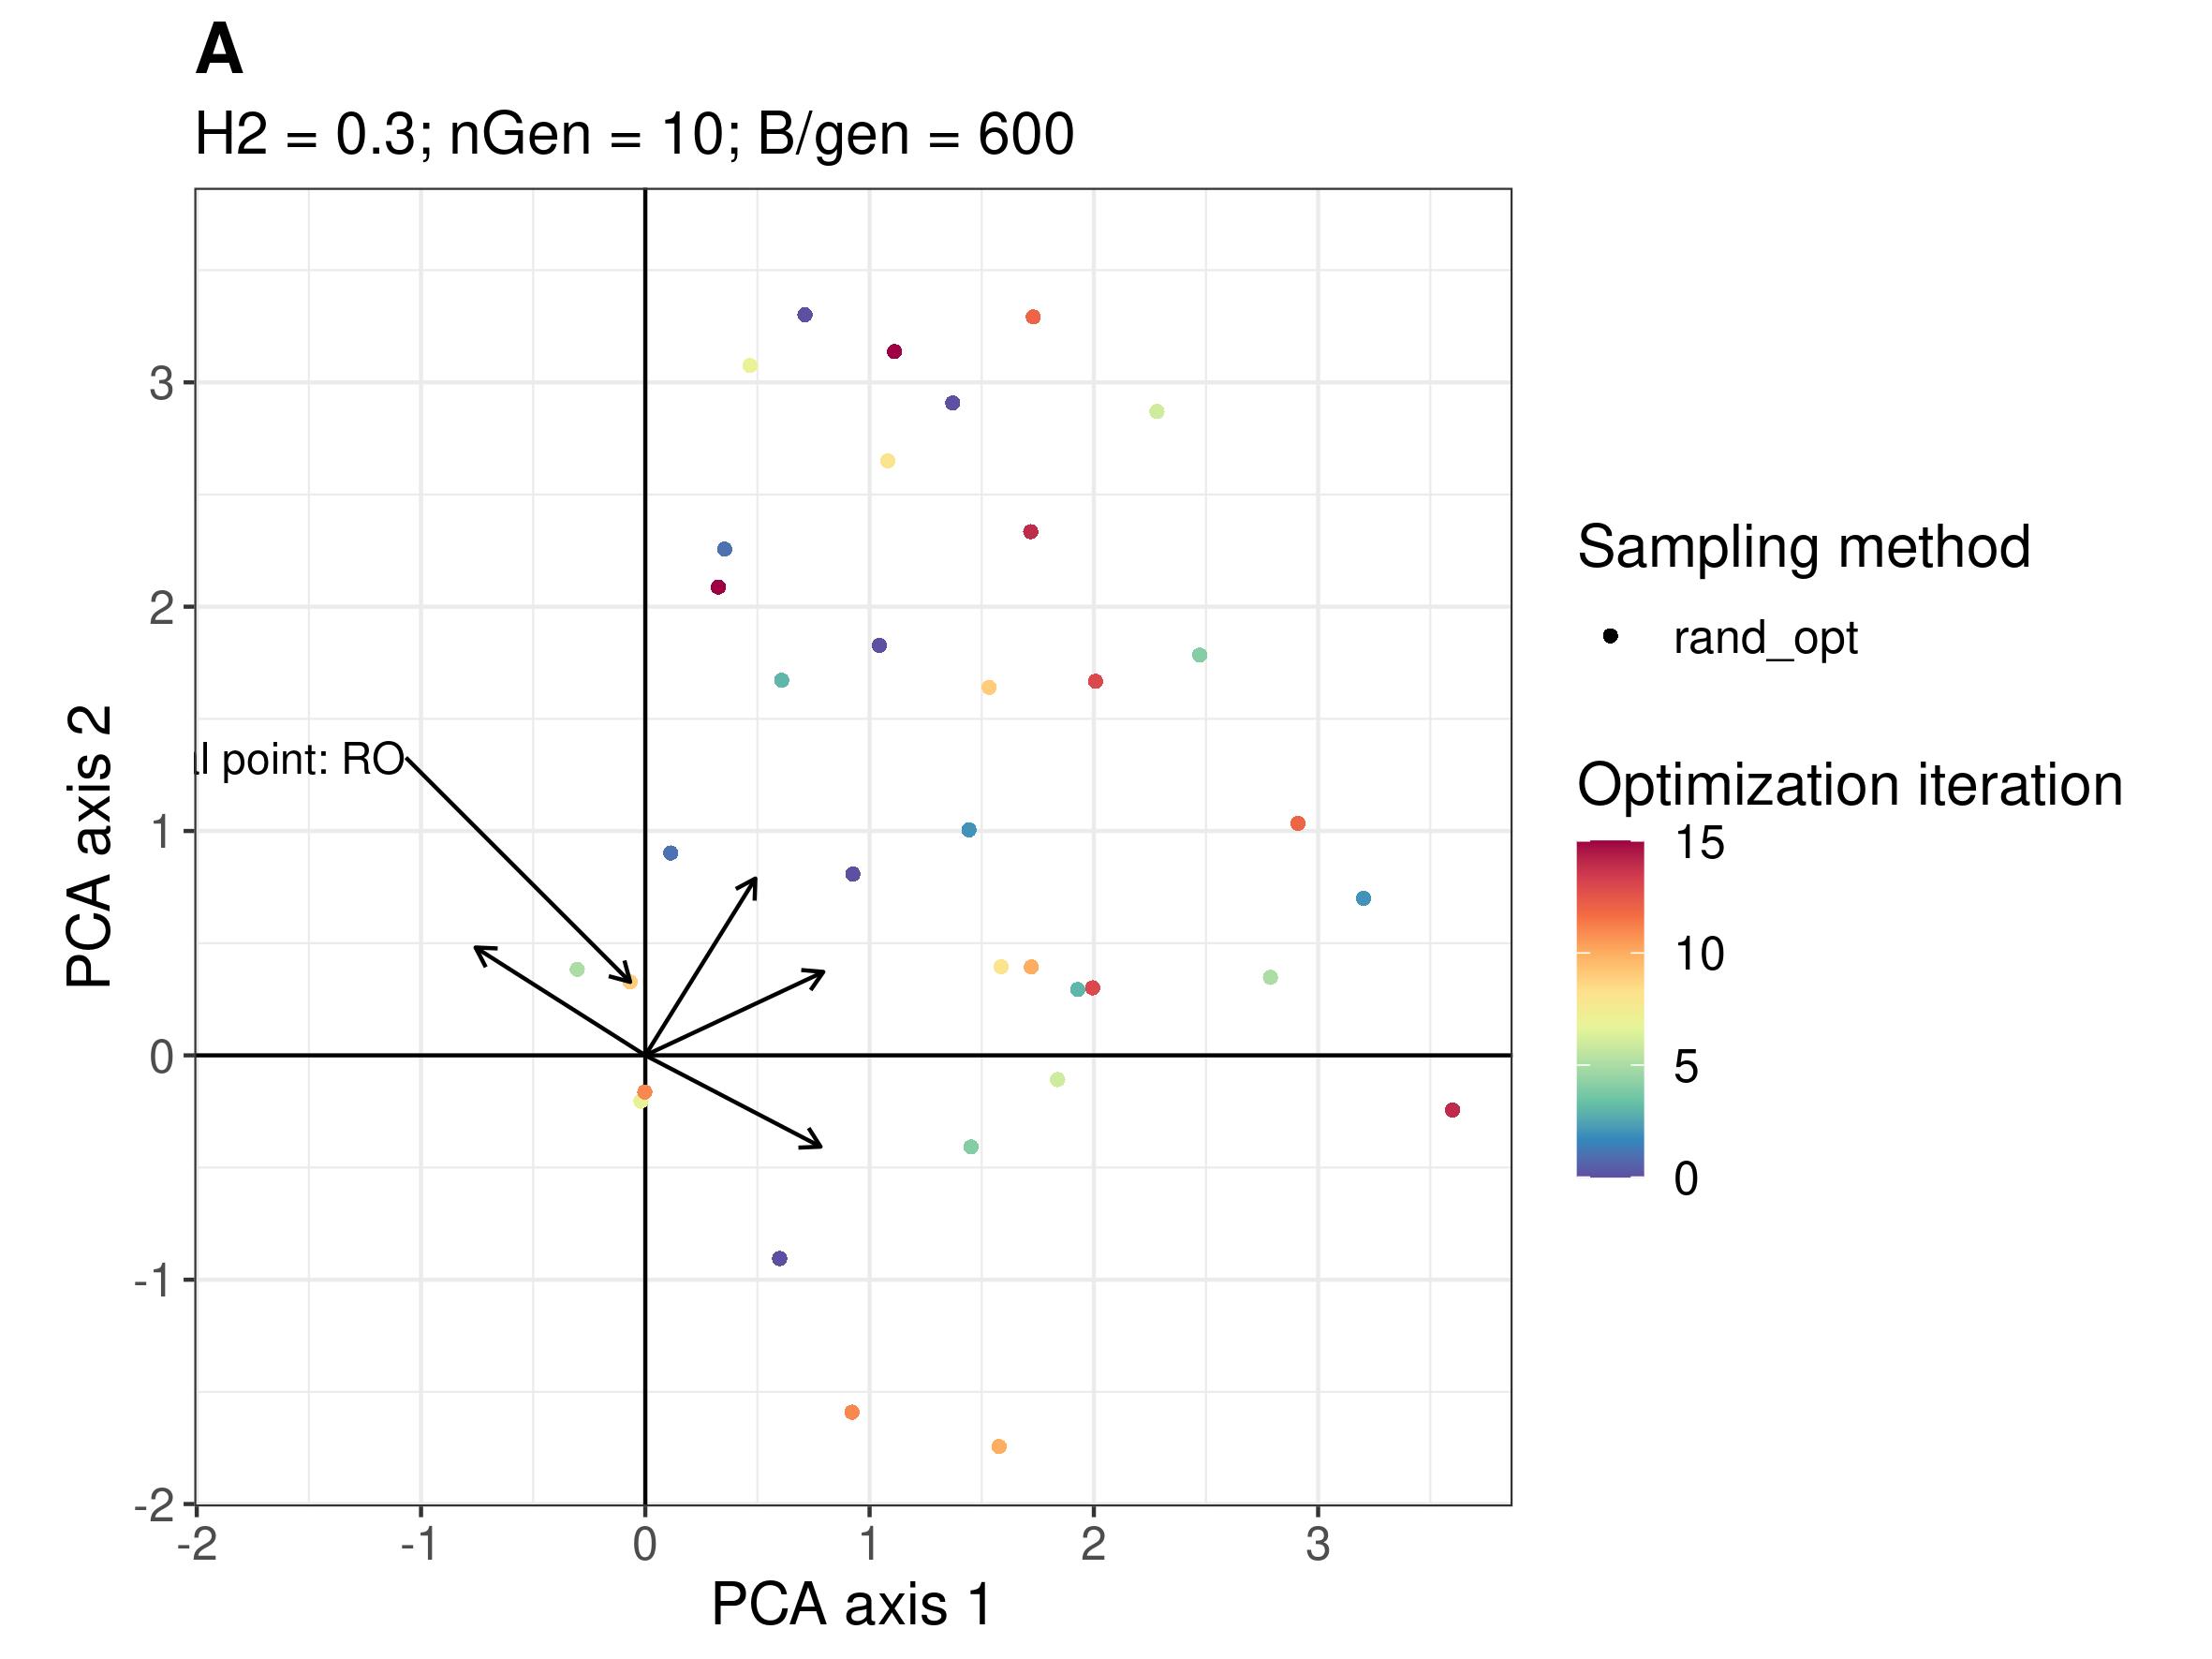 A
H2 = 0.3; nGen = 10; B/gen = 600
3
2
1
0
-1
-2
-2 -1 0 1 2 3
PCA axis 2
PCA axis 1
l point: RO
Sampling method
rand_opt
Optimization iteration
15
10
5
0